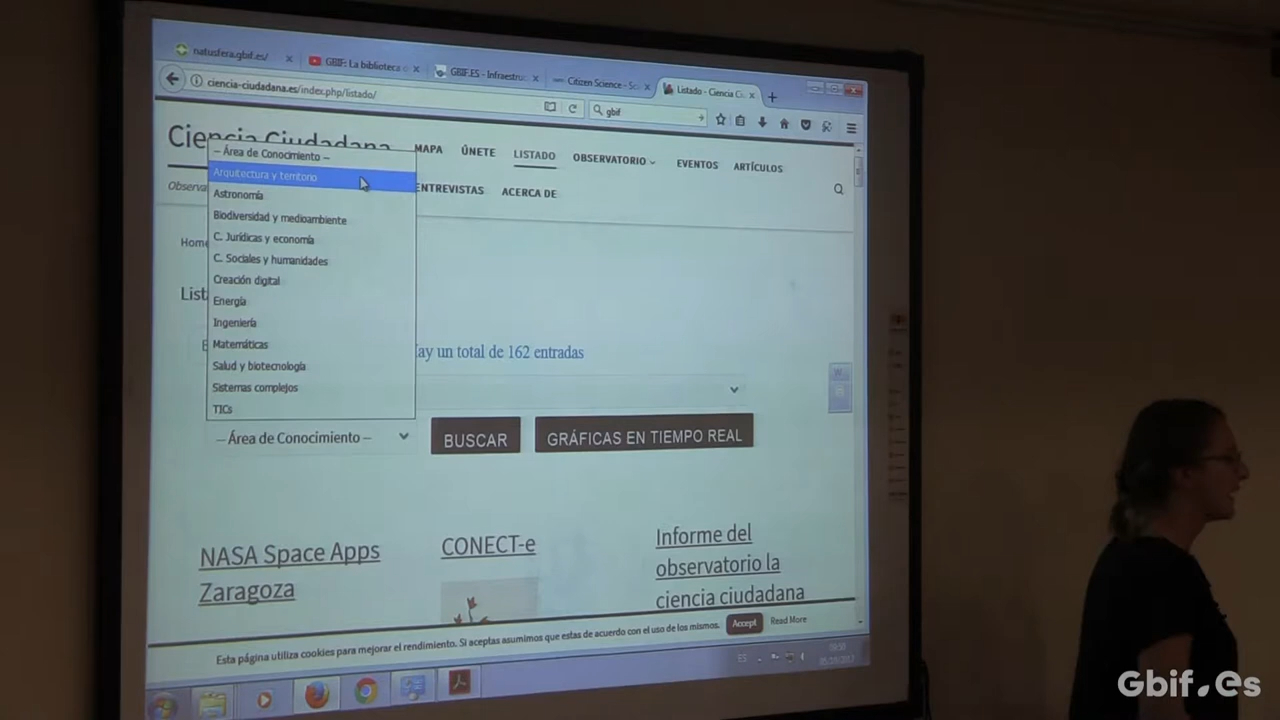 natusfera.gbif.es/
GBIF: La biblioteca
GBIF.ES - Infraestruc
Citizen Science - Sc
Listado - Ciencia Ci
ciencia-ciudadana.es/index.php/listado/
gbif
Ciencia Ciudadana
MAPA ÚNETE LISTADO OBSERVATORIO EVENTOS ARTÍCULOS
ENTREVISTAS ACERCA DE
Observa
Home
List
-- Área de Conocimiento --
Arquitectura y territorio
Astronomía
Biodiversidad y medioambiente
C. Jurídicas y economía
C. Sociales y humanidades
Creación digital
Energía
Ingeniería
Matemáticas
Salud y biotecnología
Sistemas complejos
TICs
ay un total de 162 entradas
-- Área de Conocimiento --
BUSCAR
GRÁFICAS EN TIEMPO REAL
NASA Space Apps
Zaragoza
CONECT-e
Informe del
observatorio la
ciencia ciudadana
Esta página utiliza cookies para mejorar el rendimiento. Si aceptas asumimos que estas de acuerdo con el uso de los mismos.
Accept
Read More
ES
Gbif.es